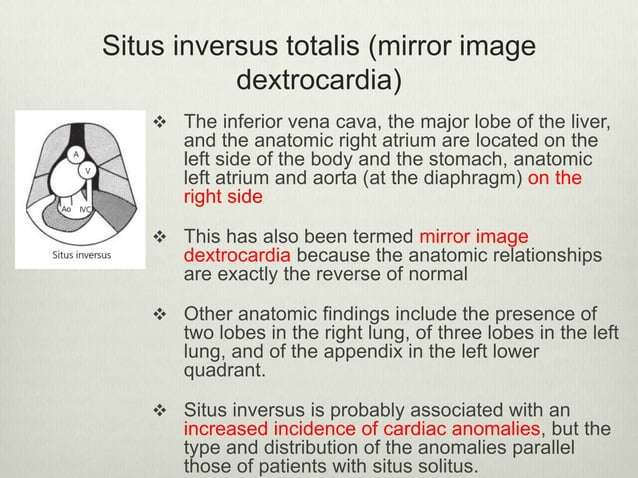 Situs inversus totalis (mirror image
dextrocardia)
A
V
Ao IVC
Situs inversus
❖ The inferior vena cava, the major lobe of the liver,
and the anatomic right atrium are located on the
left side of the body and the stomach, anatomic
left atrium and aorta (at the diaphragm) on the
right side
❖ This has also been termed mirror image
dextrocardia because the anatomic relationships
are exactly the reverse of normal
❖ Other anatomic findings include the presence of
two lobes in the right lung, of three lobes in the left
lung, and of the appendix in the left lower
quadrant.
❖ Situs inversus is probably associated with an
increased incidence of cardiac anomalies, but the
type and distribution of the anomalies parallel
those of patients with situs solitus.